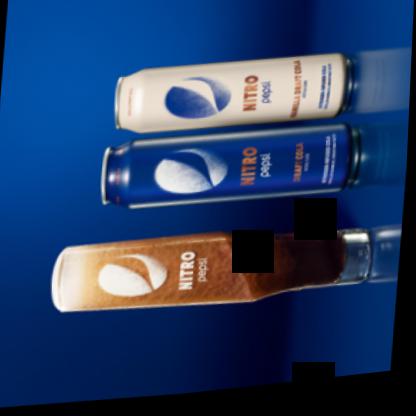 NITRO
pepsi
VANILLA DRAFT COLA
NITRO
pepsi
DRAFT COLA
NITRO
pepsi